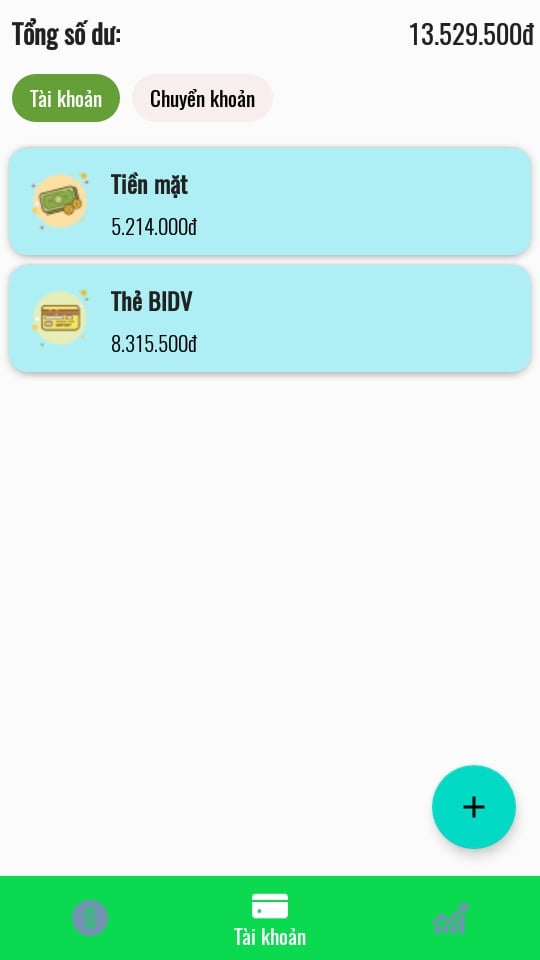 Tổng số dư:
13.529.500đ
Tài khoản
Chuyển khoản
Tiền mặt
5.214.000đ
Thẻ BIDV
8.315.500đ
Tài khoản